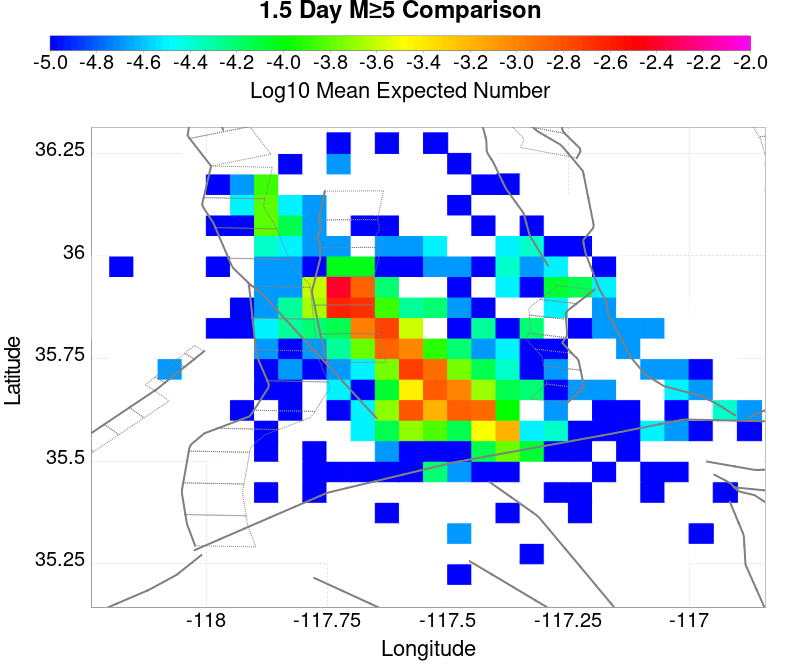 1.5 Day M≥5 Comparison
-5.0 -4.8 -4.6 -4.4 -4.2 -4.0 -3.8 -3.6 -3.4 -3.2 -3.0 -2.8 -2.6 -2.4 -2.2 -2.0
Log10 Mean Expected Number
36.25
36
35.75
35.5
35.25
Latitude
-118 -117.75 -117.5 -117.25 -117
Longitude